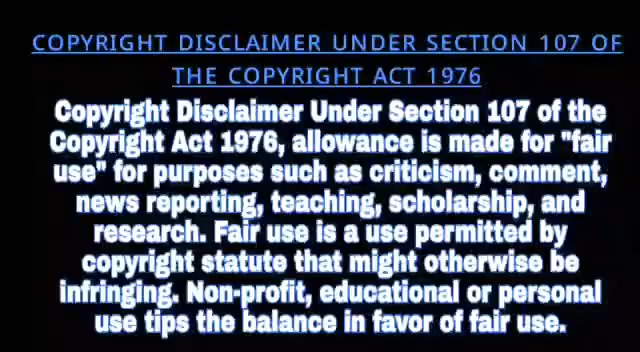 COPYRIGHT DISCLAIMER UNDER SECTION 107 OF
THE COPYRIGHT ACT 1976
Copyright Disclaimer Under Section 107 of the
Copyright Act 1976, allowance is made for "fair
use" for purposes such as criticism, comment,
news reporting, teaching, scholarship, and
research. Fair use is a use permitted by
copyright statute that might otherwise be
infringing. Non-profit, educational or personal
use tips the balance in favor of fair use.